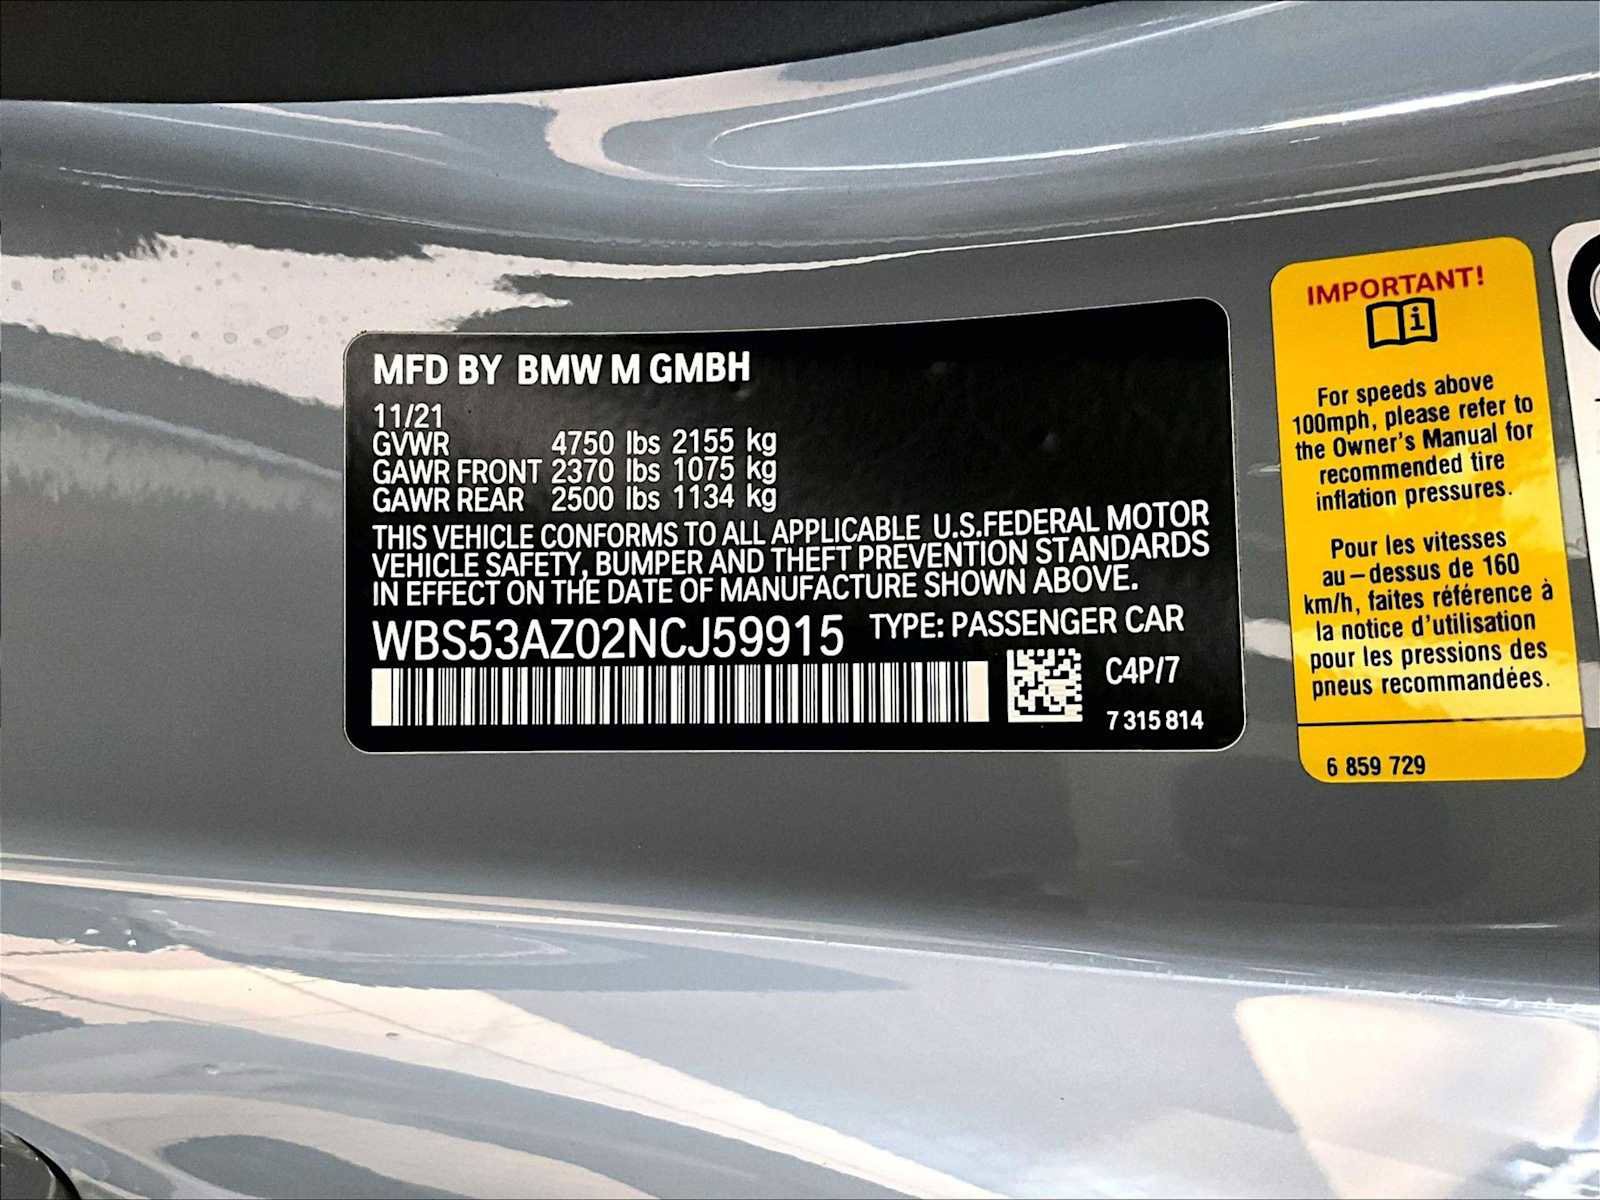 MFD BY BMW M GMBH
11/21
GVWR 4750 lbs 2155 kg
GAWR FRONT 2370 lbs 1075 kg
GAWR REAR 2500 lbs 1134 kg
THIS VEHICLE CONFORMS TO ALL APPLICABLE U.S.FEDERAL MOTOR
VEHICLE SAFETY, BUMPER AND THEFT PREVENTION STANDARDS
IN EFFECT ON THE DATE OF MANUFACTURE SHOWN ABOVE.
WBS53AZ02NCJ59915 TYPE: PASSENGER CAR
C4P/7
7 315 814
IMPORTANT!
i
For speeds above
100mph, please refer to
the Owner's Manual for
recommended tire
inflation pressures.
Pour les vitesses
au-dessus de 160
km/h, faites référence à
la notice d'utilisation
pour les pressions des
pneus recommandées.
6 859 729